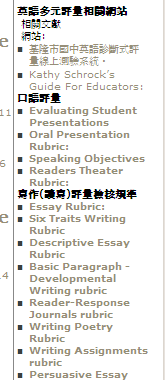 英語多元評量相關網站
相關文獻
網站:
基隆市國中英語診斷式評
量線上測驗系統。
Kathy Schrock's
Guide For Educators:
口語評量
Evaluating Student
Presentations
Oral Presentation
Rubric:
Speaking Objectives
Readers Theater
Rubric:
寫作(讀寫)評量檢核規準
Essay Rubric:
Six Traits Writing
Rubric
Descriptive Essay
Rubric
Basic Paragraph -
Developmental
Writing rubric
Reader-Response
Journals rubric
Writing Poetry
Rubric
Writing Assignments
rubric
Persuasive Essay